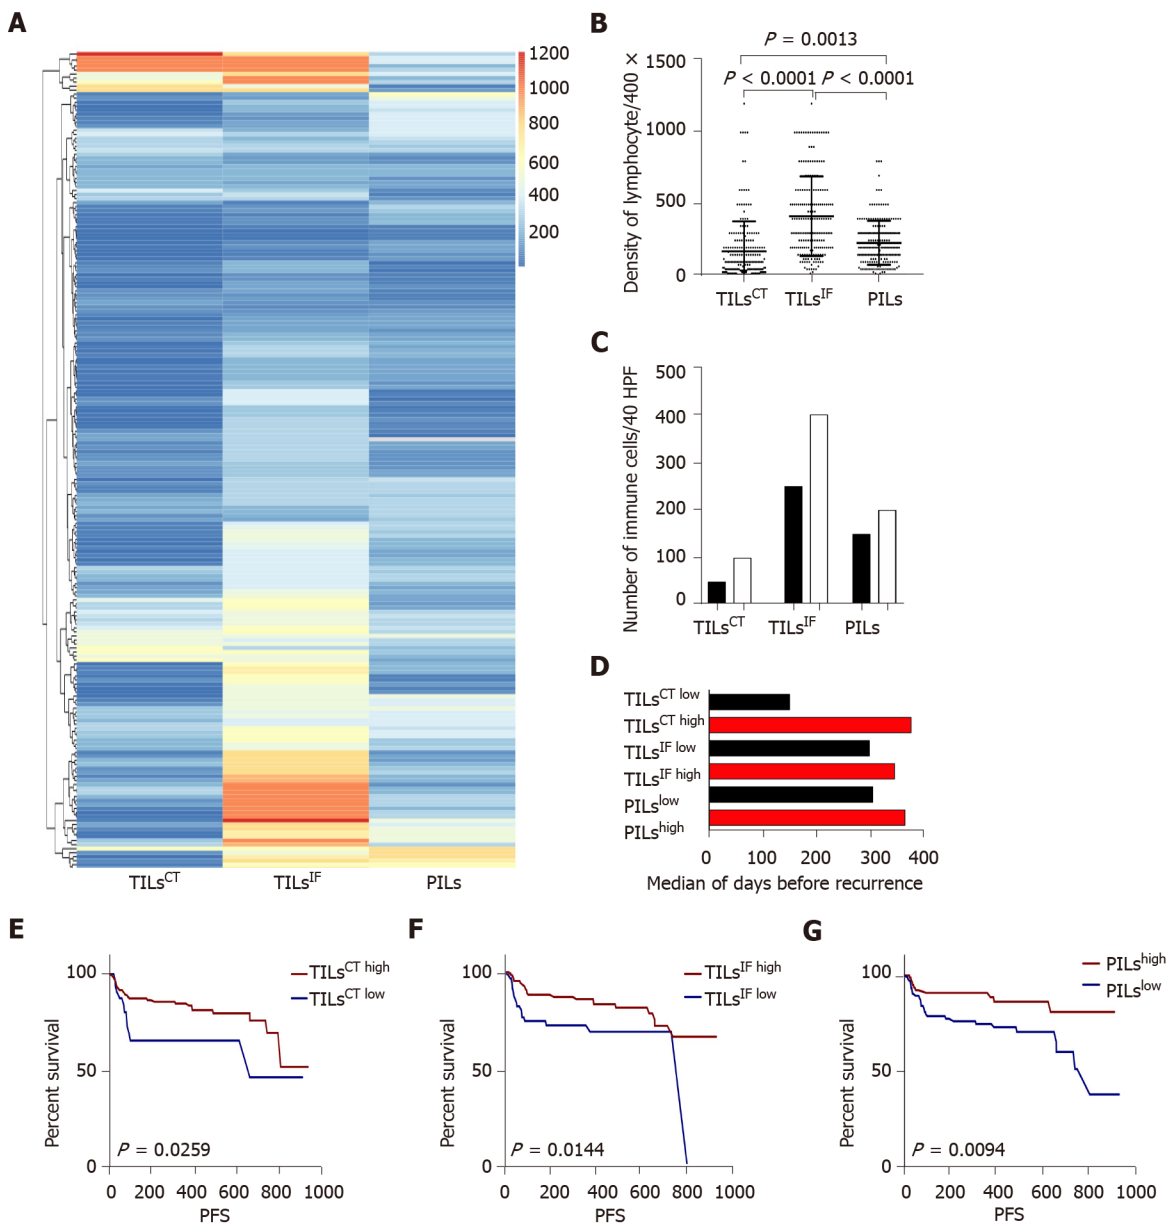 A
1200
1000
800
600
400
200
TILsCT
TILsIF
PILs
B
P = 0.0013
P < 0.0001
P < 0.0001
Density of lymphocyte/400 ×
1500
1000
500
0
TILsCT
TILsIF
PILs
C
Number of immune cells/40 HPF
500
400
300
200
100
0
TILsCT
TILsIF
PILs
D
TILsCT low
TILsCT high
TILsIF low
TILsIF high
PILslow
PILshigh
0 100 200 300 400
Median of days before recurrence
E
Percent survival
100
50
0
TILsCT high
TILsCT low
P = 0.0259
0 200 400 600 800 1000
PFS
F
Percent survival
100
50
0
TILsIF high
TILsIF low
P = 0.0144
0 200 400 600 800 1000
PFS
G
Percent survival
100
50
0
PILshigh
PILslow
P = 0.0094
0 200 400 600 800 1000
PFS